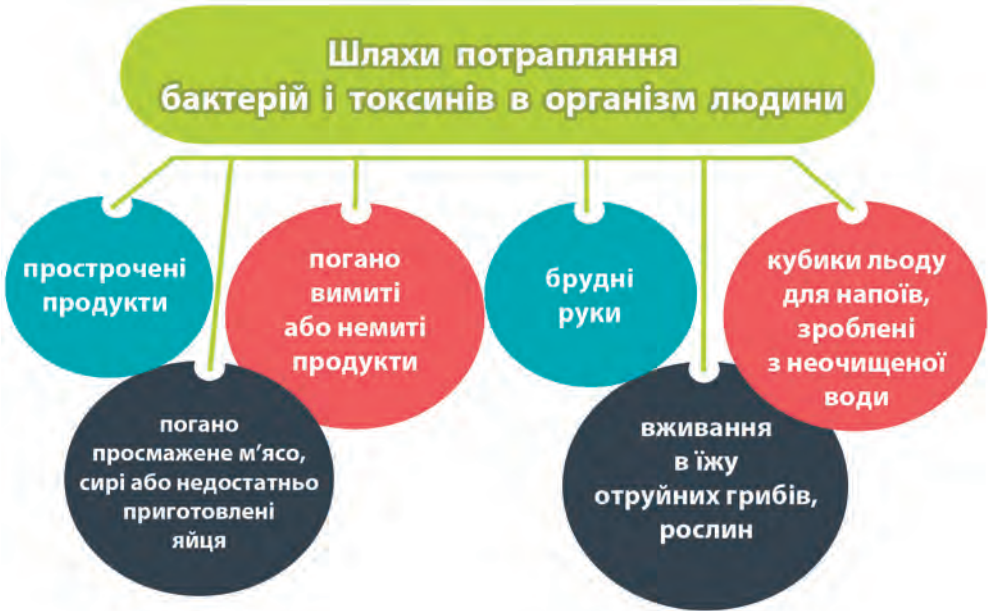 Шляхи потрапляння
бактерій і токсинів в організм людини
прострочені
продукти
погано
просмажене м’ясо,
сирі або недостатньо
приготовлені
яйця
погано
вимиті
або немиті
продукти
брудні
руки
вживання
в їжу
отруйних грибів,
рослин
кубики льоду
для напоїв,
зроблені
з неочищеної
води